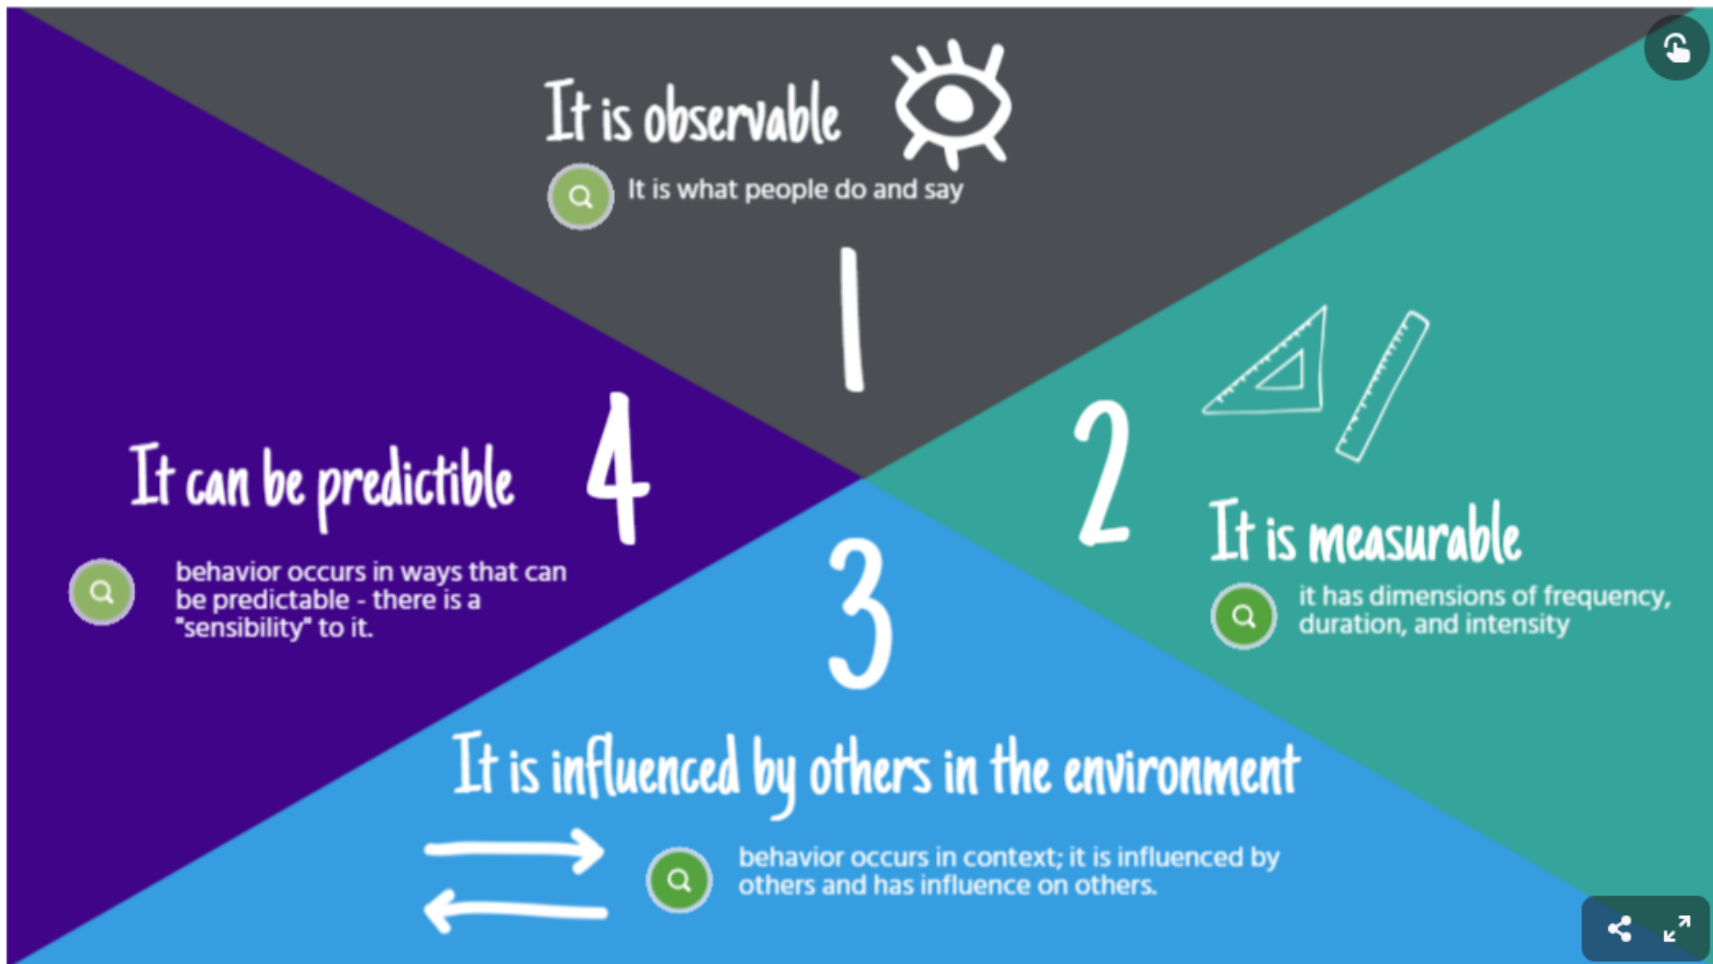 It is observable
It is what people do and say
1
2
It is measurable
it has dimensions of frequency,
duration, and intensity
3
It is influenced by others in the environment
behavior occurs in context; it is influenced by
others and has influence on others.
4
It can be predictible
behavior occurs in ways that can
be predictable - there is a
"sensibility" to it.